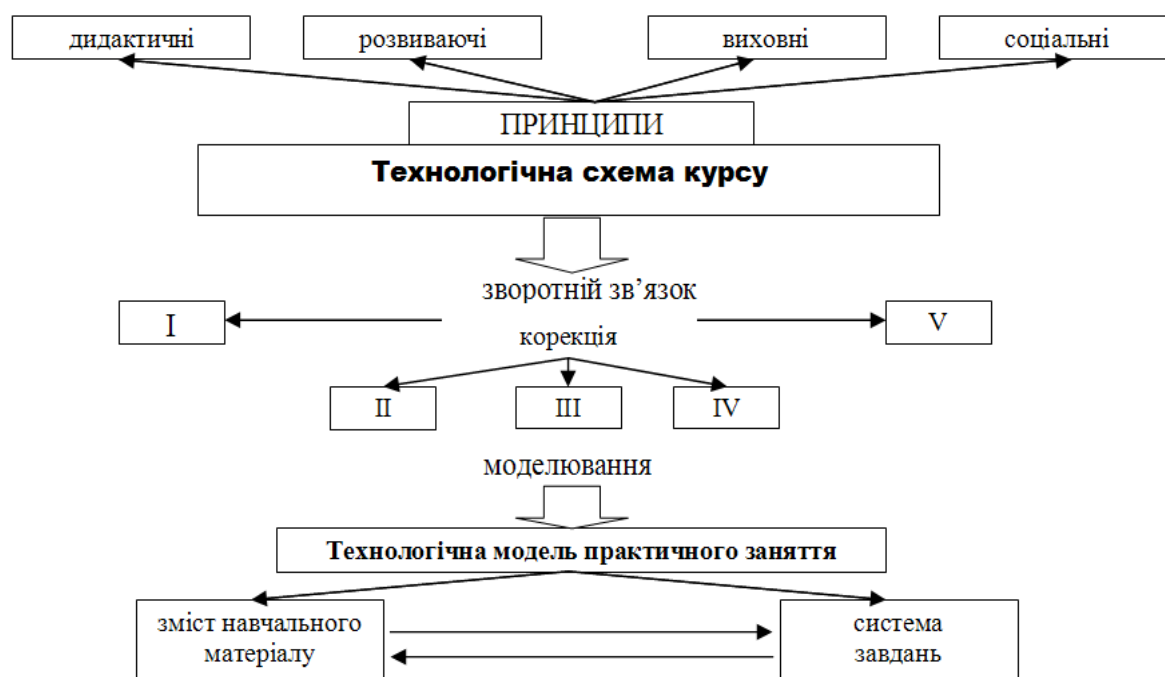 дидактичні
розвиваючі
виховні
соціальні
ПРИНЦИПИ
Технологічна схема курсу
зворотній зв’язок
I
V
корекція
II
III
IV
моделювання
Технологічна модель практичного заняття
зміст навчального
матеріалу
система
завдань